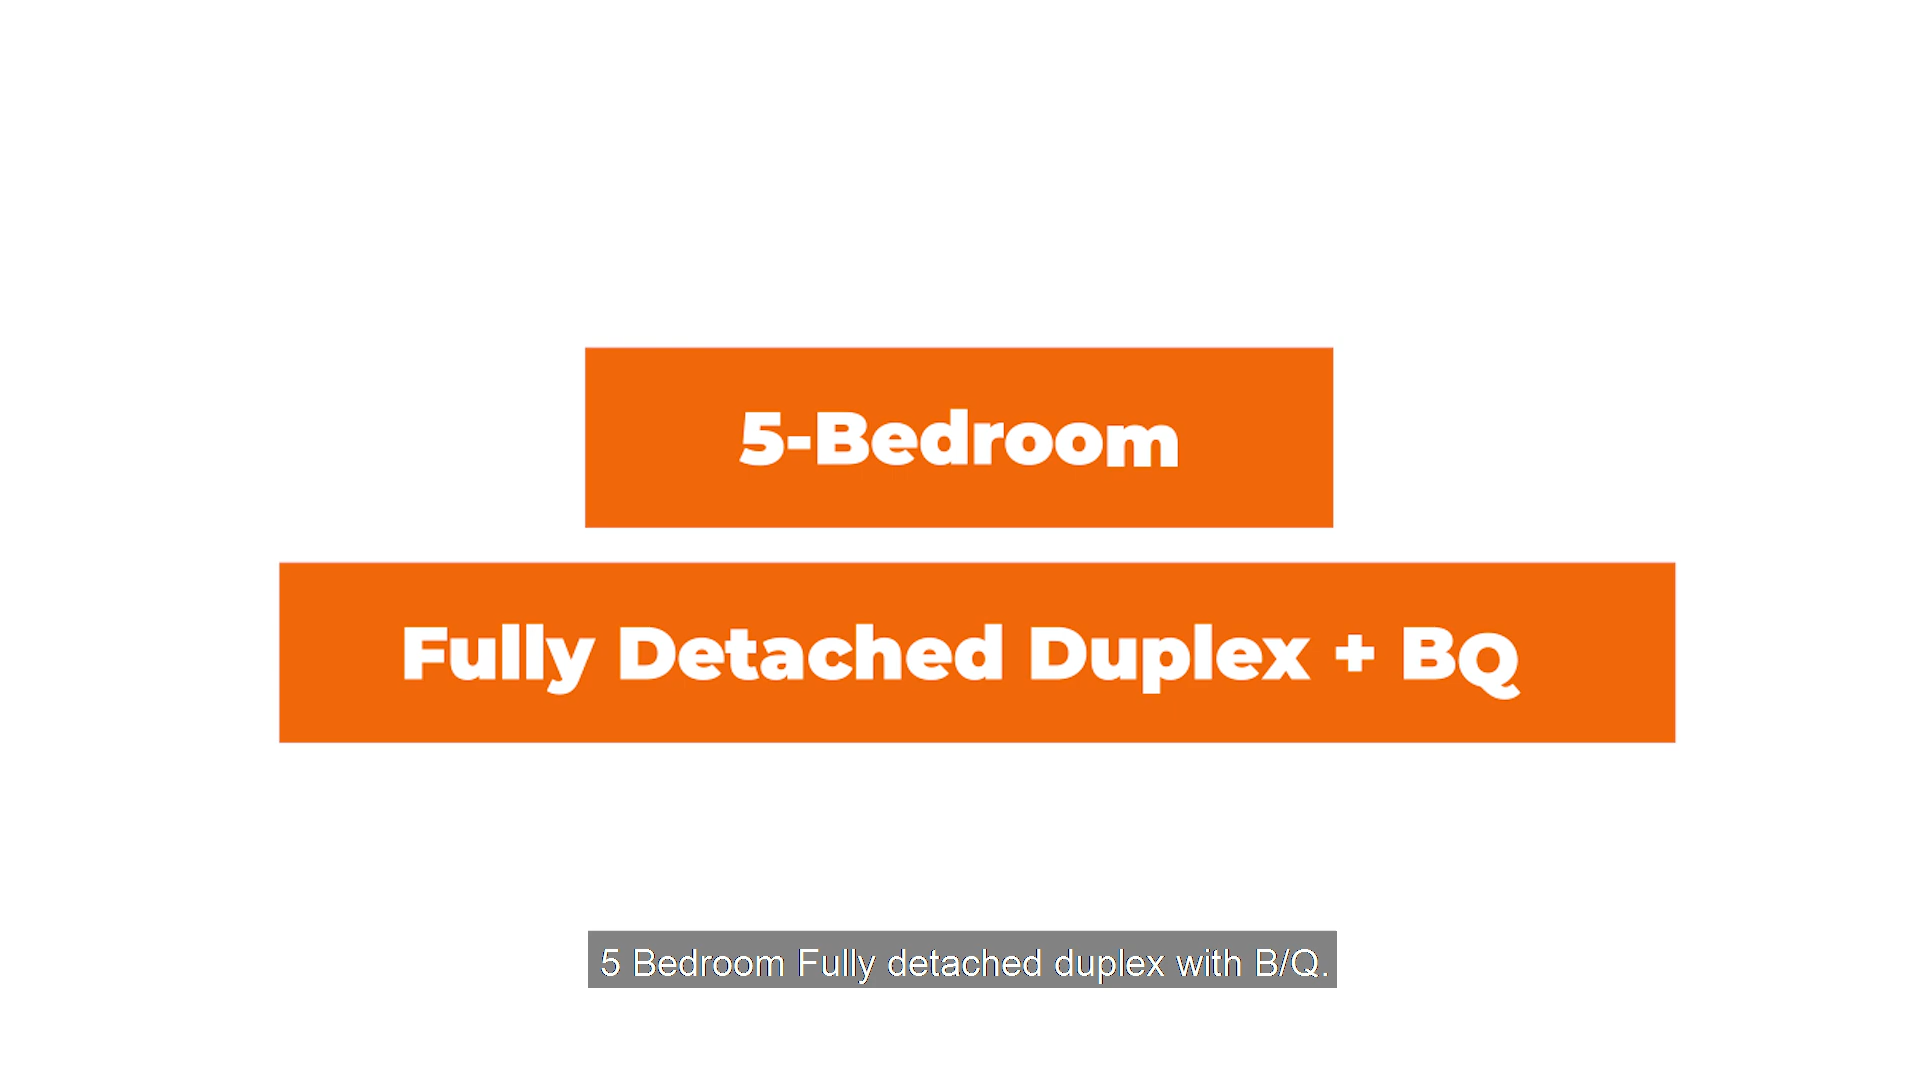 5-Bedroom
Fully Detached Duplex + BQ
5 Bedroom Fully detached duplex with B/Q.